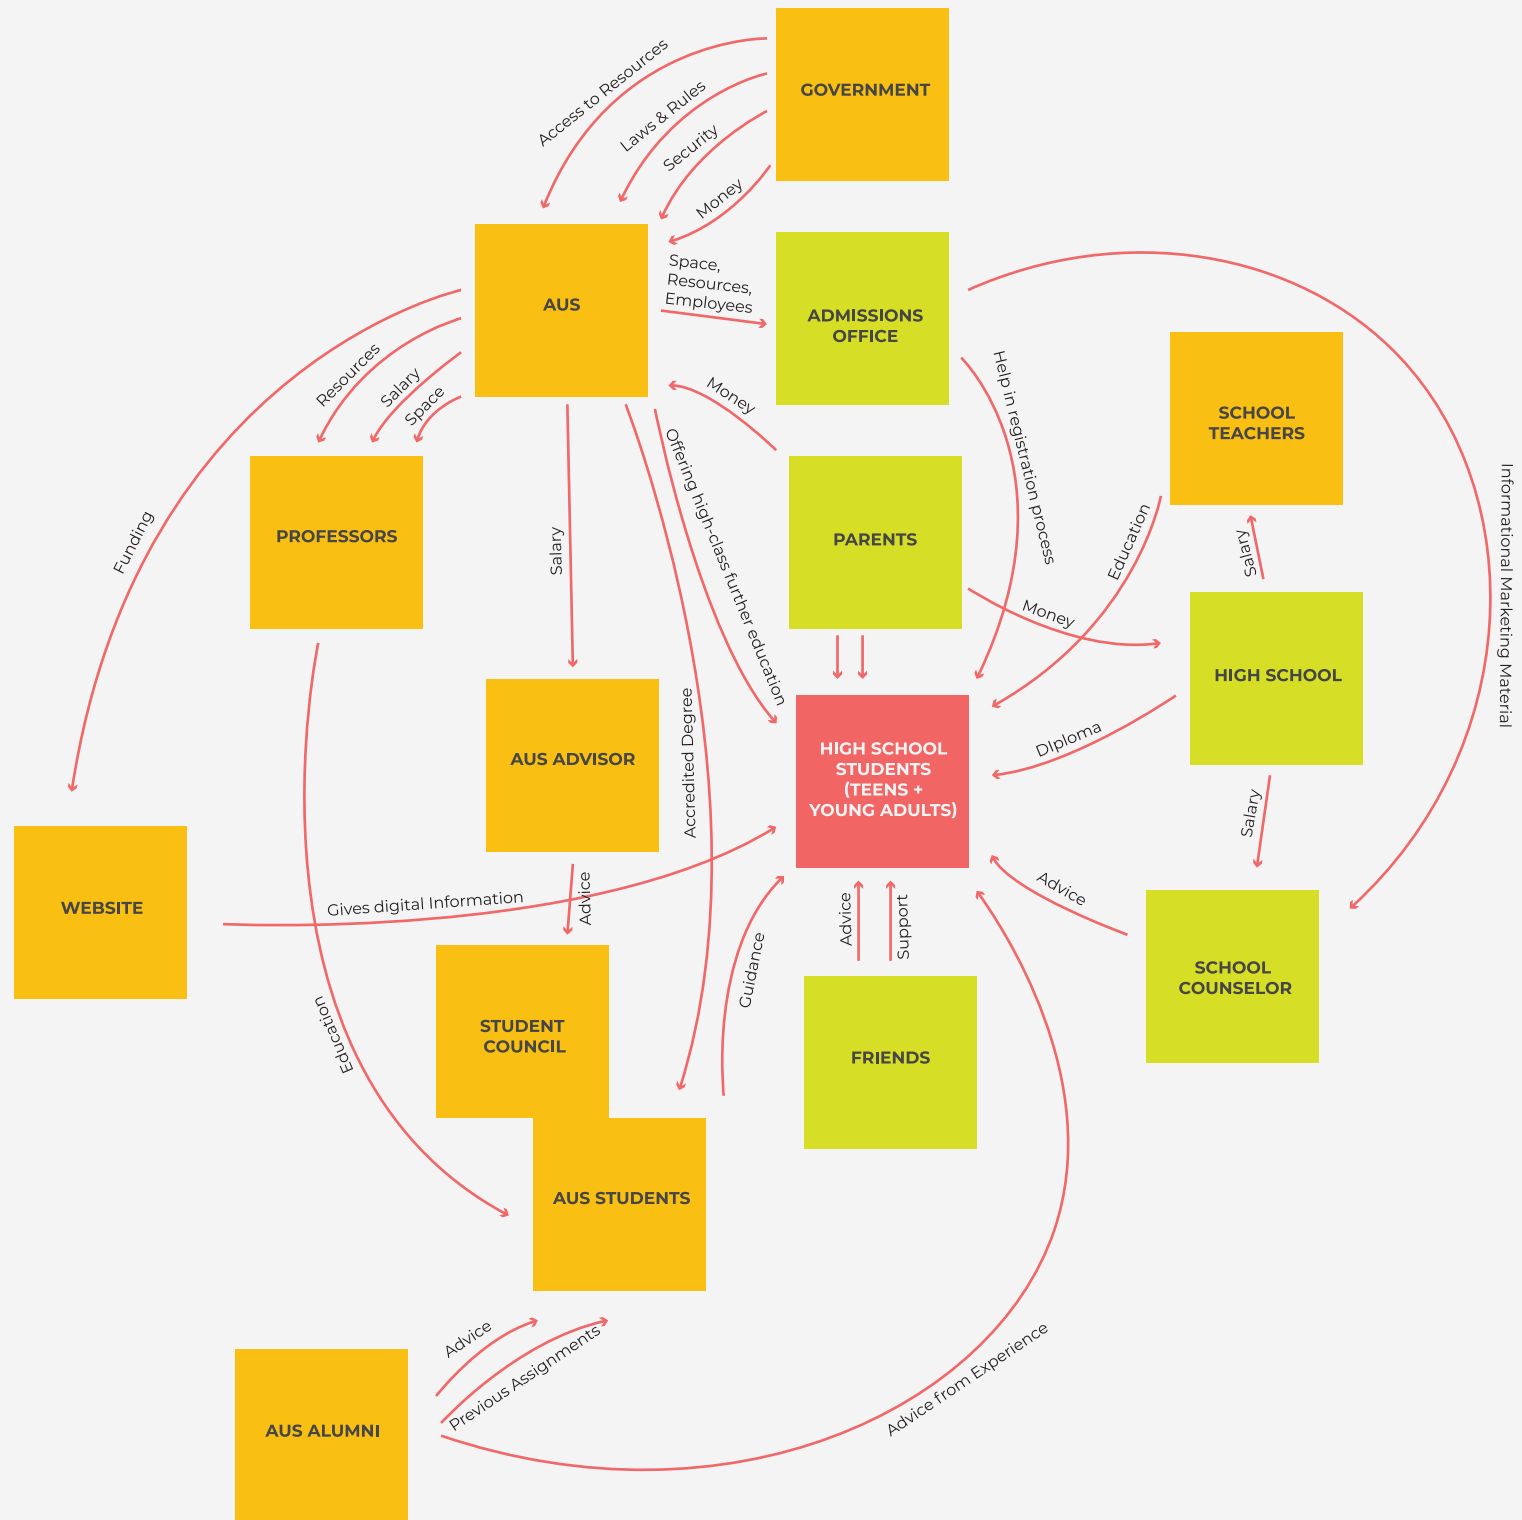 GOVERNMENT
Access to Resources
Laws & Rules
Security
Money
AUS
Space,
Resources,
Employees
ADMISSIONS
OFFICE
Help in registration process
Informational Marketing Material
SCHOOL
TEACHERS
Resources
Salary
Space
Funding
Money
Offering high-class further education
PROFESSORS
Salary
PARENTS
Education
Salary
Money
HIGH SCHOOL
AUS ADVISOR
Accredited Degree
HIGH SCHOOL
STUDENTS
(TEENS +
YOUNG ADULTS)
DIploma
Salary
WEBSITE
Gives digital Information
Advice
Guidance
Advice
Support
Advice
SCHOOL
COUNSELOR
STUDENT
COUNCIL
Education
FRIENDS
AUS STUDENTS
Advice
Previous Assignments
Advice from Experience
AUS ALUMNI